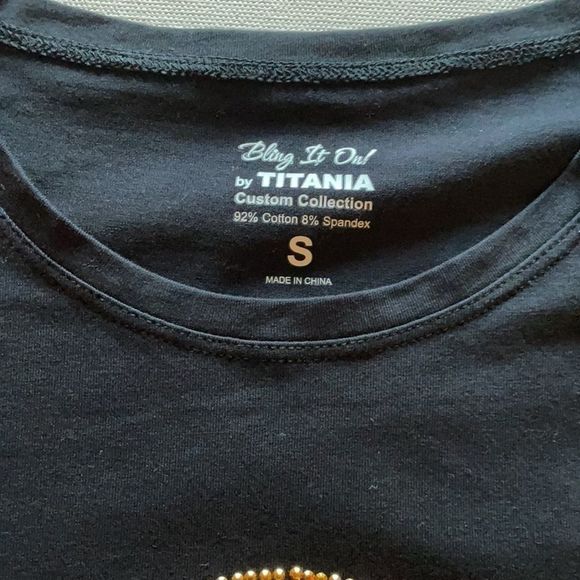 Bling It On!
by TITANIA
Custom Collection
92% Cotton 8% Spandex
S
MADE IN CHINA